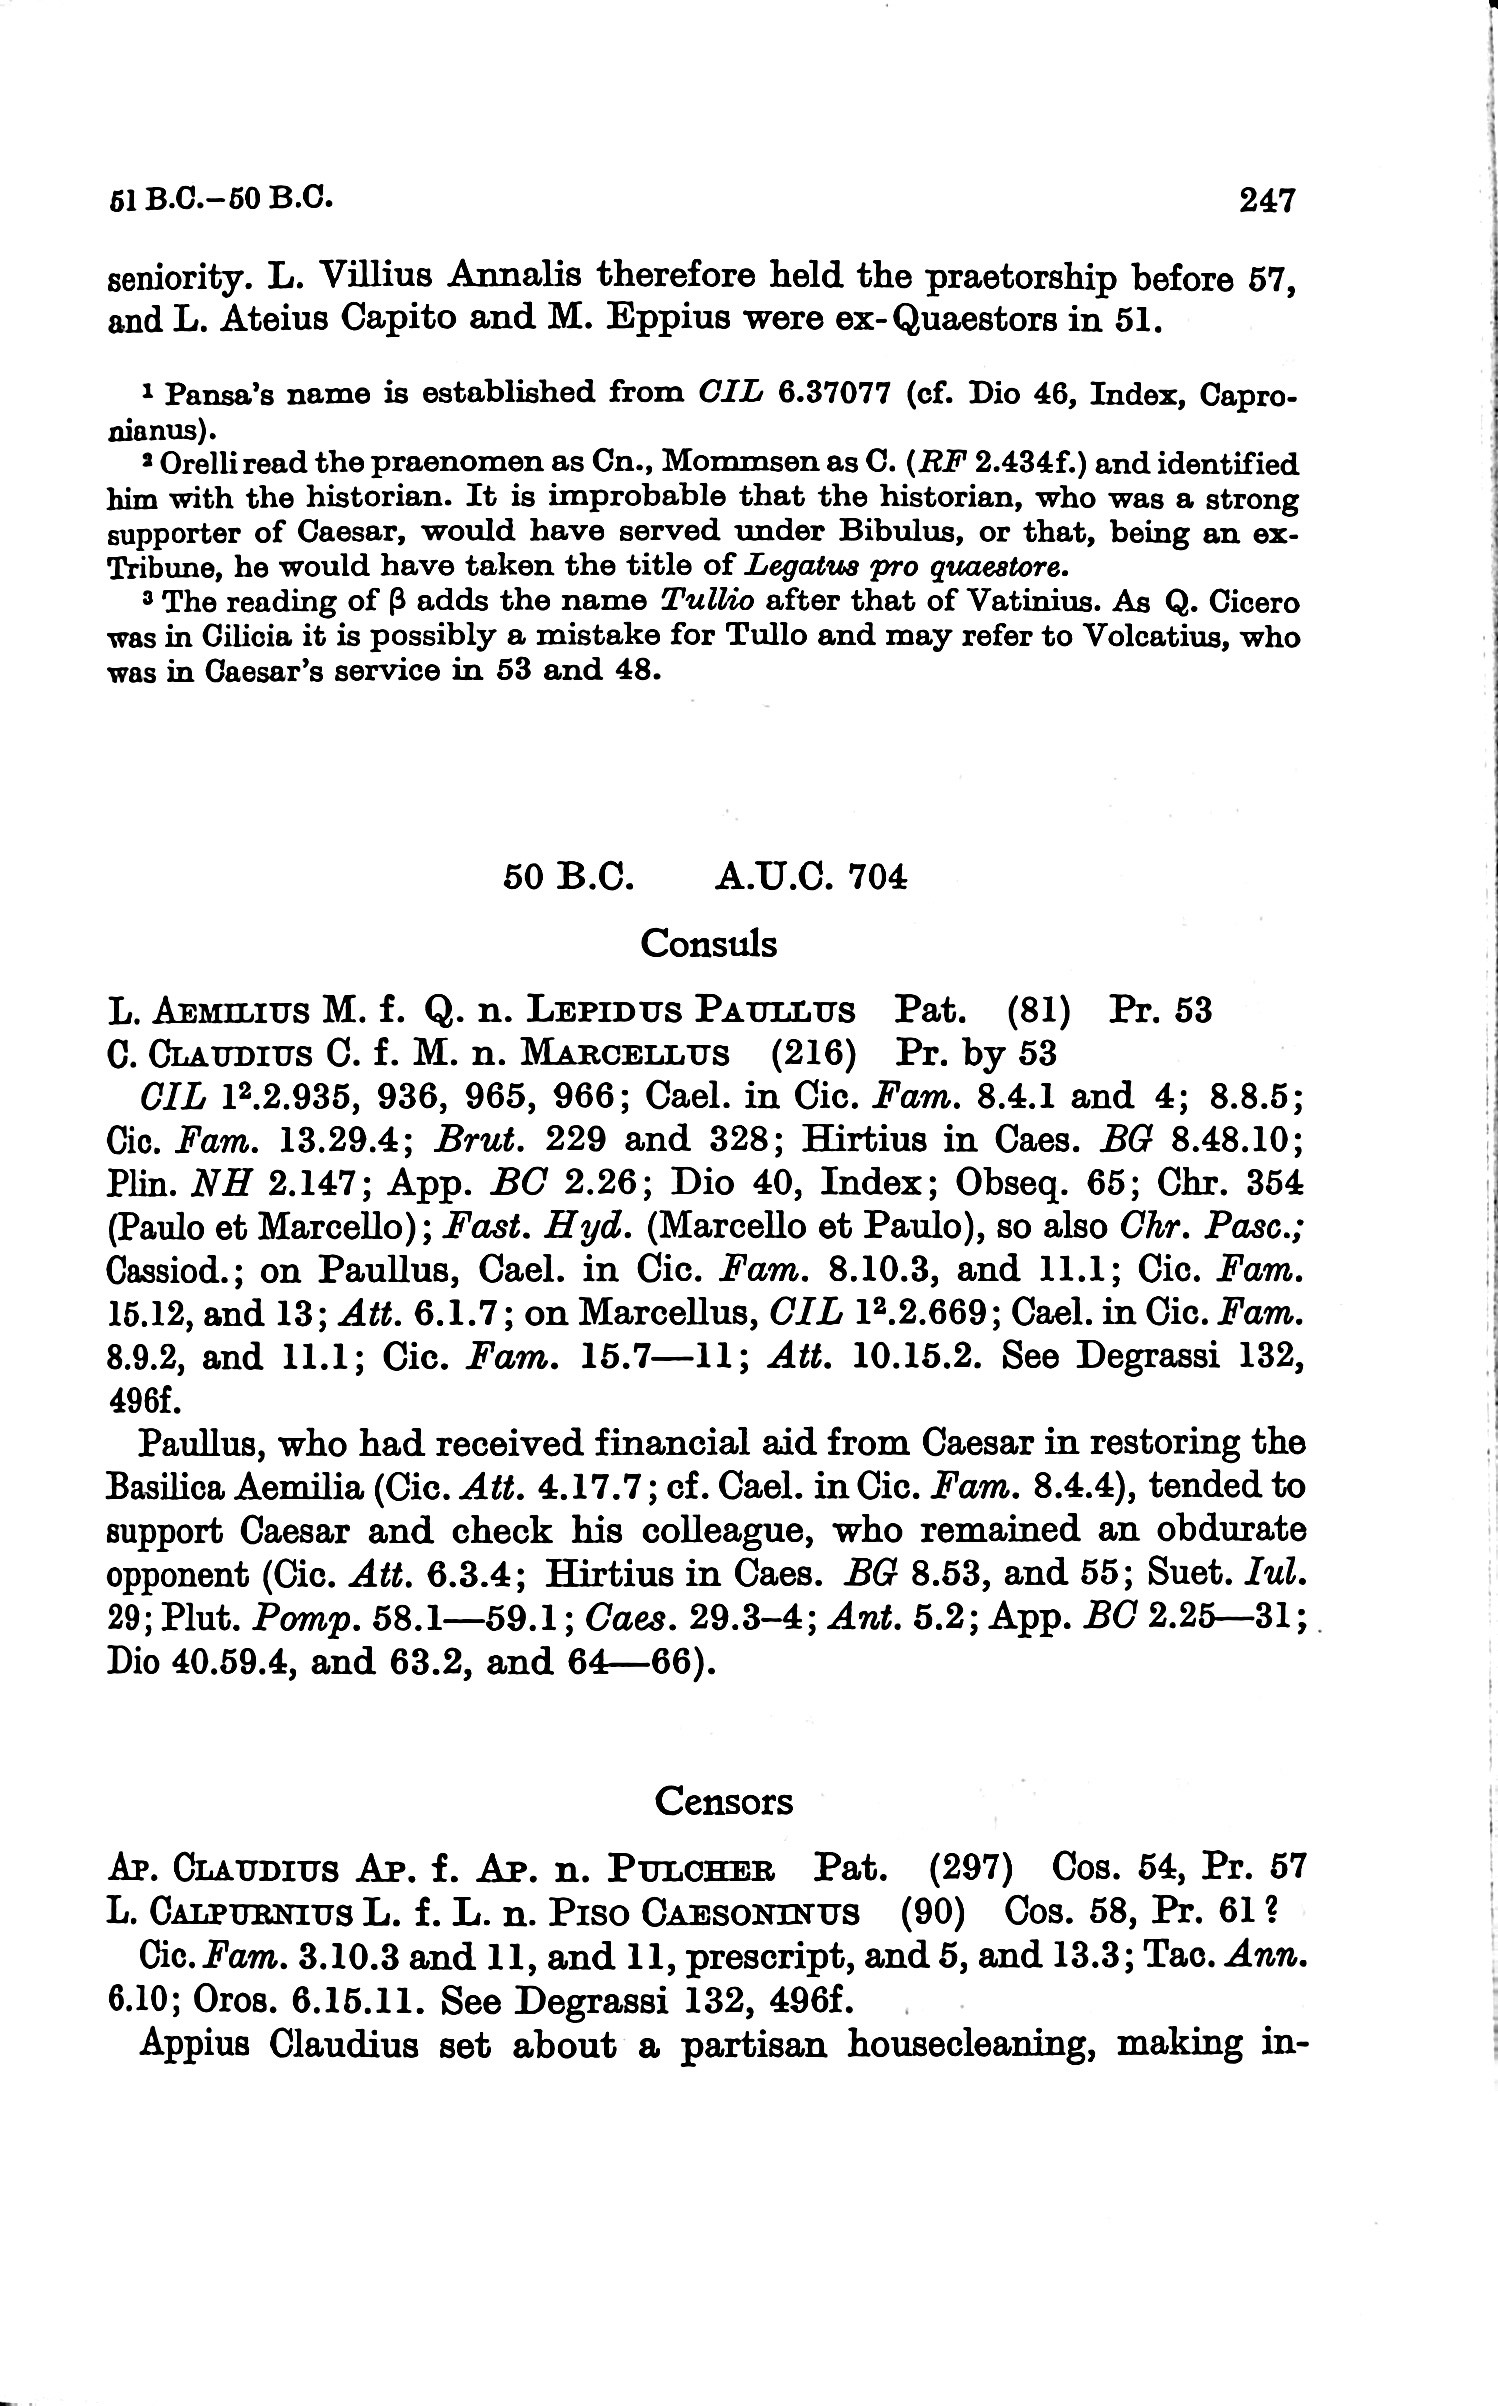 51 B.C.–50 B.C. 247
seniority. L. Villius Annalis therefore held the praetorship before 57,
and L. Ateius Capito and M. Eppius were ex-Quaestors in 51.
¹ Pansa's name is established from CIL 6.37077 (cf. Dio 46, Index, Capro-
nianus).
² Orelli read the praenomen as Cn., Mommsen as C. (RF 2.434f.) and identified
him with the historian. It is improbable that the historian, who was a strong
supporter of Caesar, would have served under Bibulus, or that, being an ex-
Tribune, he would have taken the title of Legatus pro quaestore.
³ The reading of β adds the name Tullio after that of Vatinius. As Q. Cicero
was in Cilicia it is possibly a mistake for Tullo and may refer to Volcatius, who
was in Caesar's service in 53 and 48.
50 B.C. A.U.C. 704
Consuls
L. AEMILIUS M. f. Q. n. LEPIDUS PAULLUS Pat. (81) Pr. 53
C. CLAUDIUS C. f. M. n. MARCELLUS (216) Pr. by 53
CIL 1².2.935, 936, 965, 966; Cael. in Cic. Fam. 8.4.1 and 4; 8.8.5;
Cic. Fam. 13.29.4; Brut. 229 and 328; Hirtius in Caes. BG 8.48.10;
Plin. NH 2.147; App. BC 2.26; Dio 40, Index; Obseq. 65; Chr. 354
(Paulo et Marcello); Fast. Hyd. (Marcello et Paulo), so also Chr. Pasc.;
Cassiod.; on Paullus, Cael. in Cic. Fam. 8.10.3, and 11.1; Cic. Fam.
15.12, and 13; Att. 6.1.7; on Marcellus, CIL 1².2.669; Cael. in Cic. Fam.
8.9.2, and 11.1; Cic. Fam. 15.7—11; Att. 10.15.2. See Degrassi 132,
496f.
Paullus, who had received financial aid from Caesar in restoring the
Basilica Aemilia (Cic. Att. 4.17.7; cf. Cael. in Cic. Fam. 8.4.4), tended to
support Caesar and check his colleague, who remained an obdurate
opponent (Cic. Att. 6.3.4; Hirtius in Caes. BG 8.53, and 55; Suet. Iul.
29; Plut. Pomp. 58.1—59.1; Caes. 29.3–4; Ant. 5.2; App. BC 2.25—31;
Dio 40.59.4, and 63.2, and 64—66).
Censors
AP. CLAUDIUS AP. f. AP. n. PULCHER Pat. (297) Cos. 54, Pr. 57
L. CALPURNIUS L. f. L. n. PISO CAESONINUS (90) Cos. 58, Pr. 61?
Cic. Fam. 3.10.3 and 11, and 11, prescript, and 5, and 13.3; Tac. Ann.
6.10; Oros. 6.15.11. See Degrassi 132, 496f.
Appius Claudius set about a partisan housecleaning, making in-